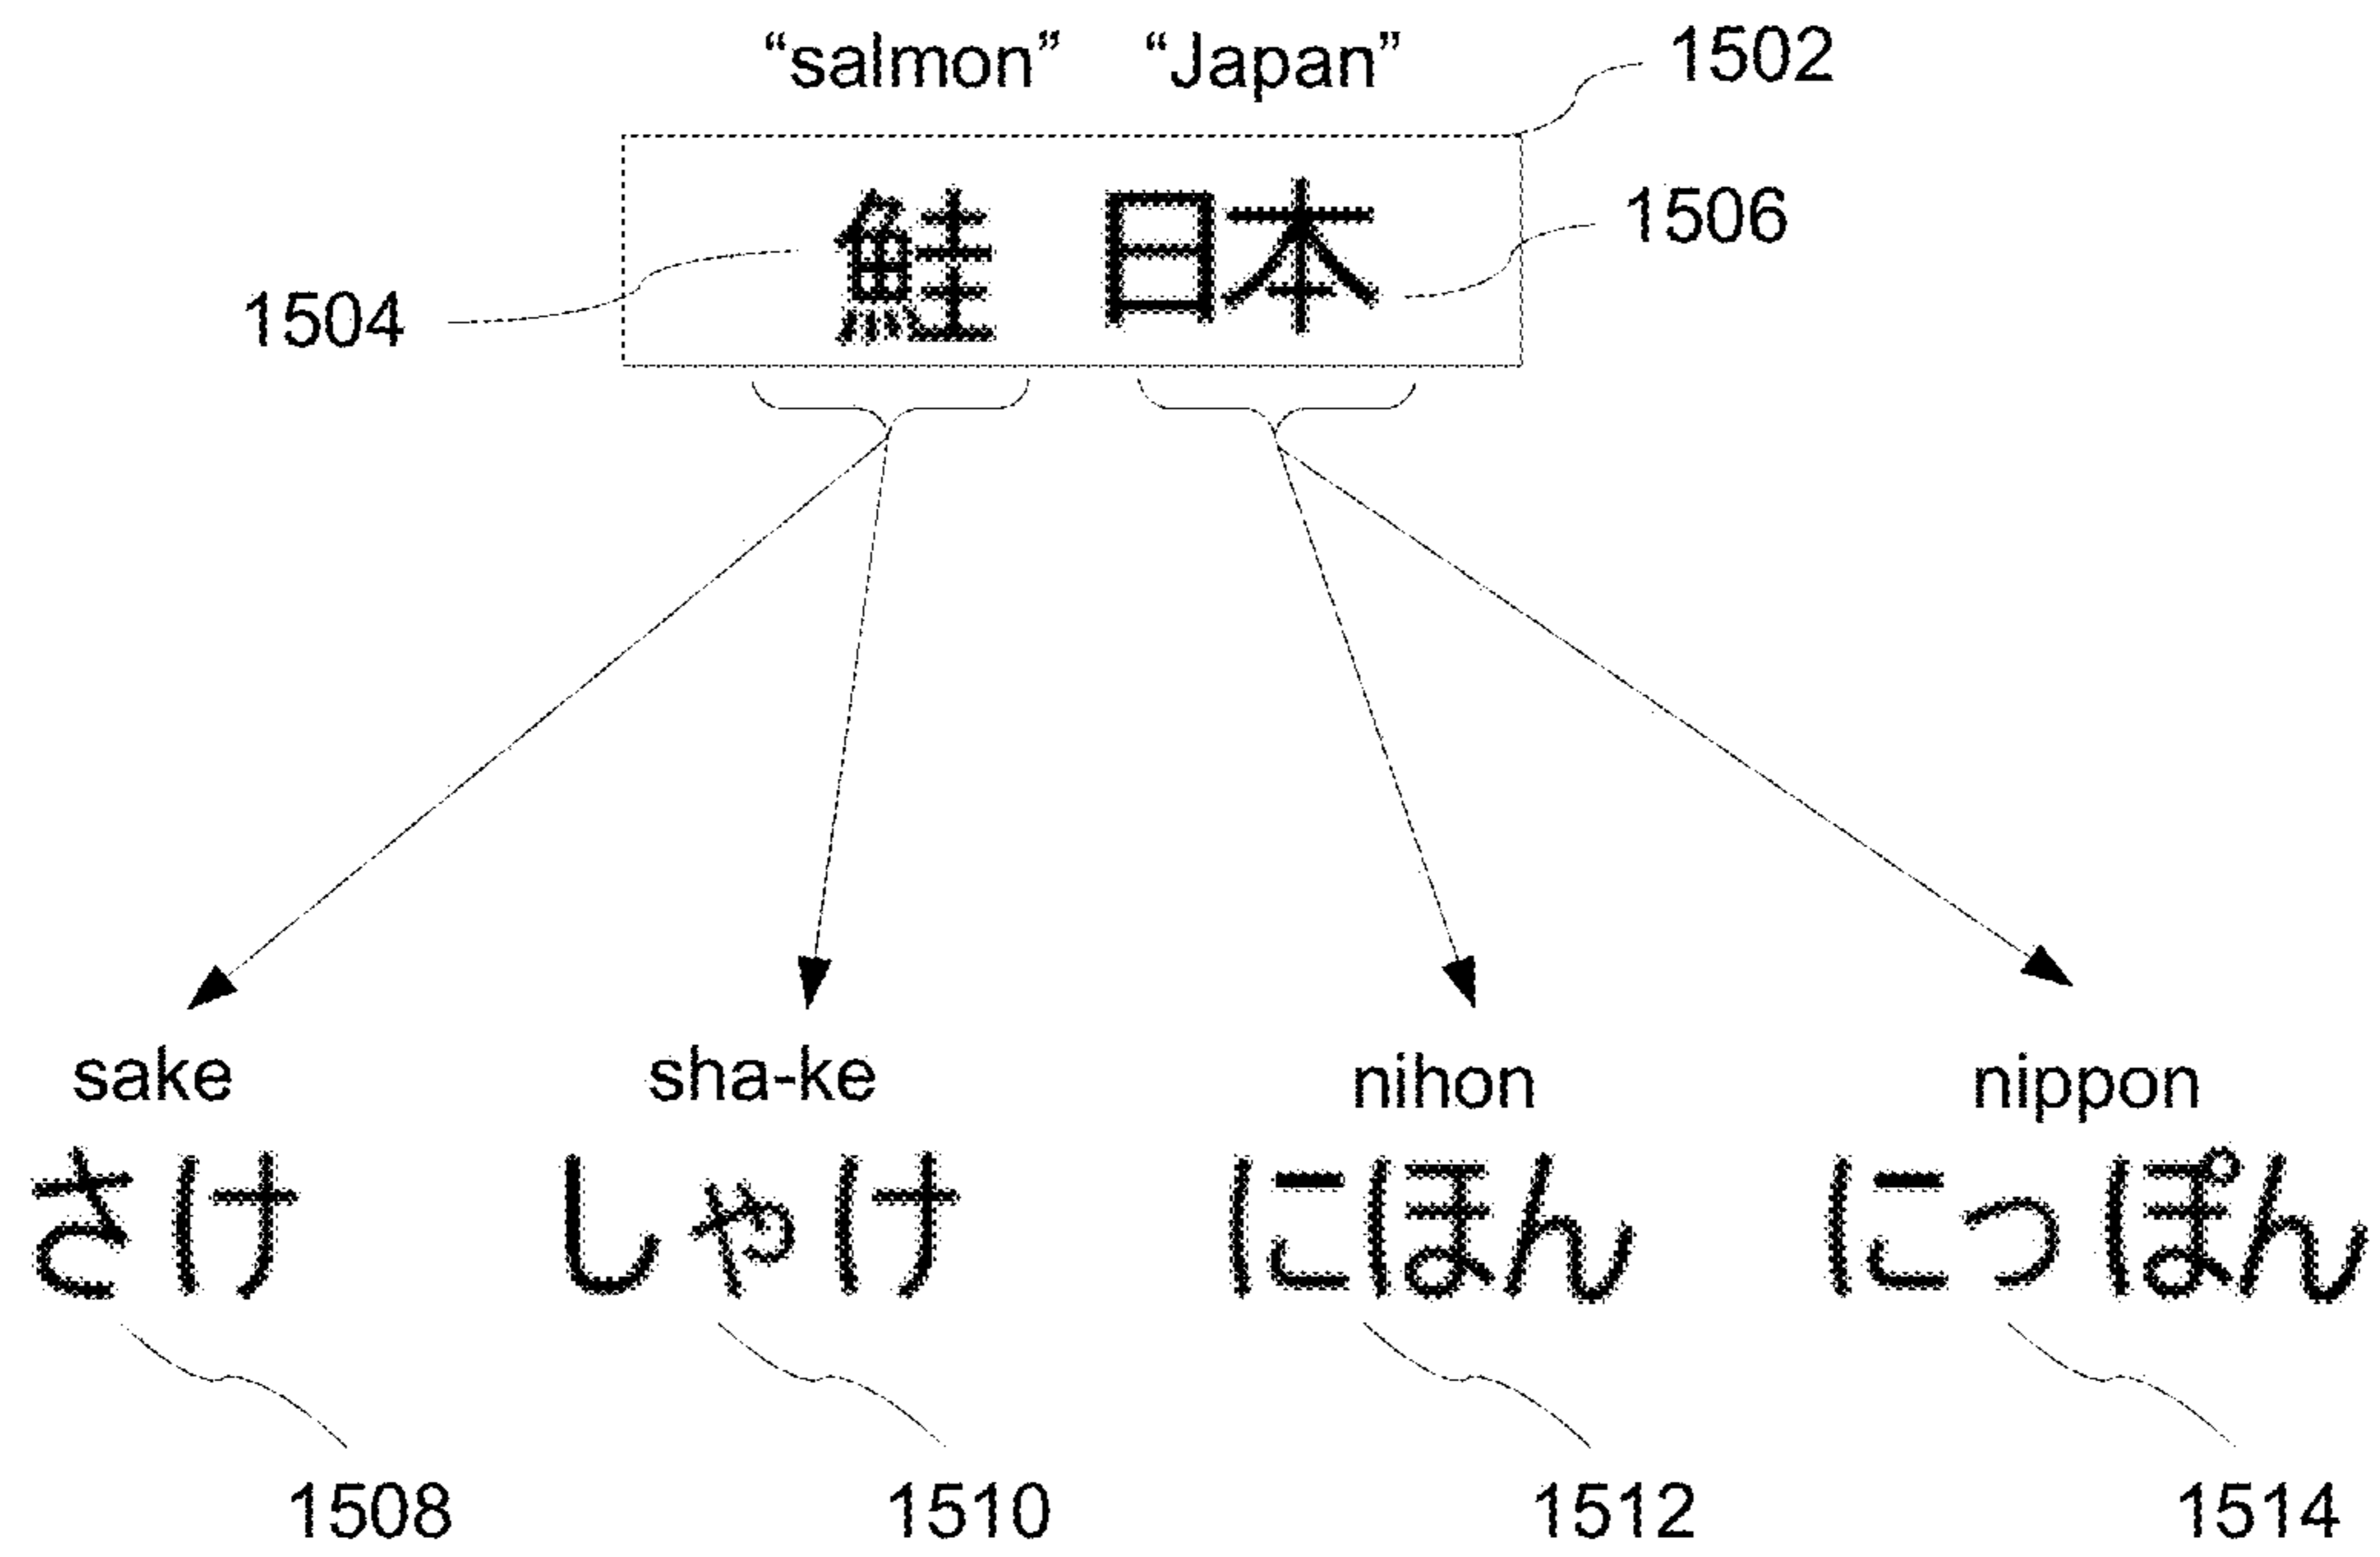 “salmon” “Japan” 1502
鮭 日本 1506
1504
sake sha-ke nihon nippon
さけ しゃけ にほん にっぽん
1508 1510 1512 1514